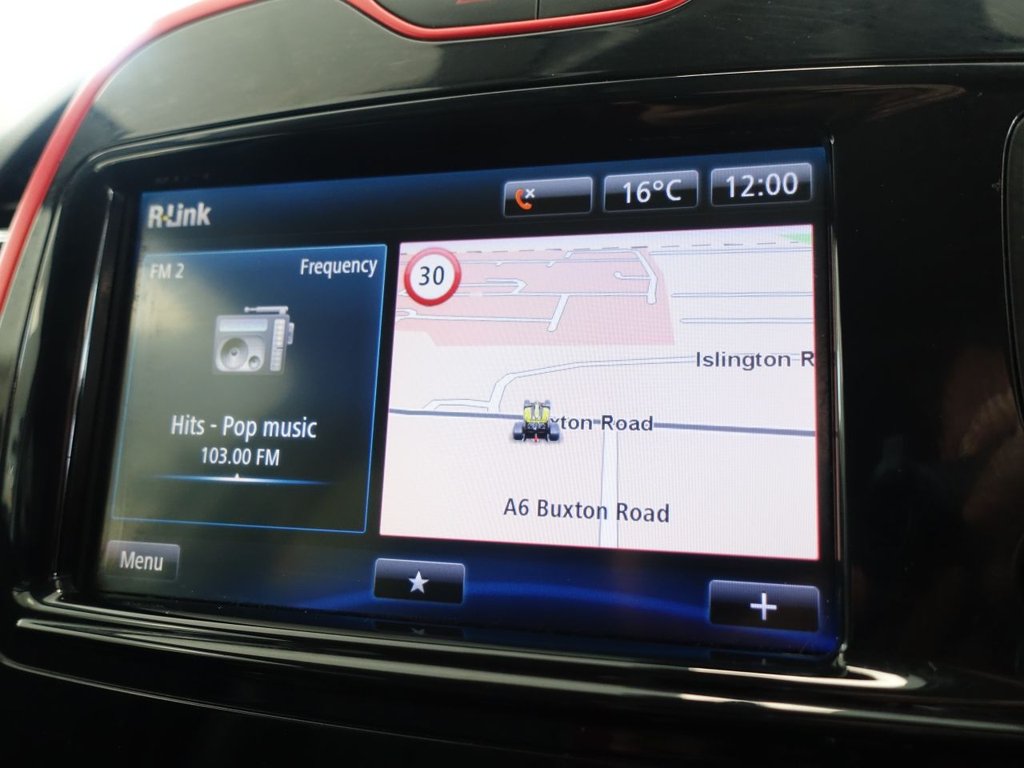 R-Link
16°C
12:00
FM 2
Frequency
30
Hits - Pop music
103.00 FM
Islington R
xton Road
A6 Buxton Road
Menu